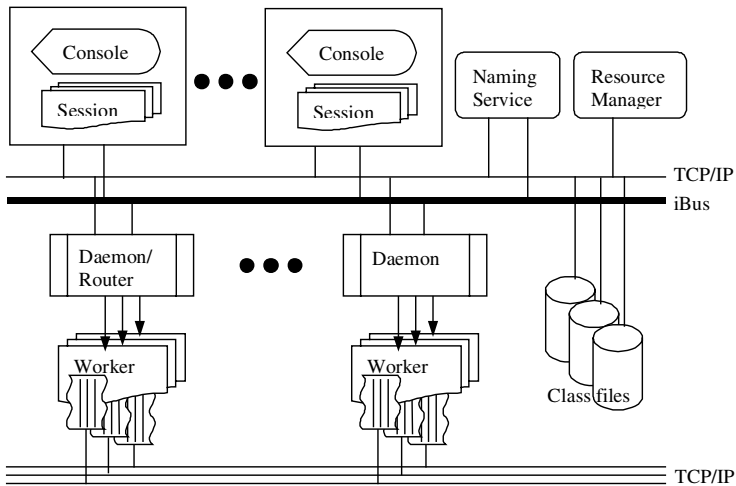 Console
Session
Console
Session
Naming
Service
Resource
Manager
TCP/IP
iBus
Daemon/
Router
Daemon
Worker
Worker
Class files
TCP/IP